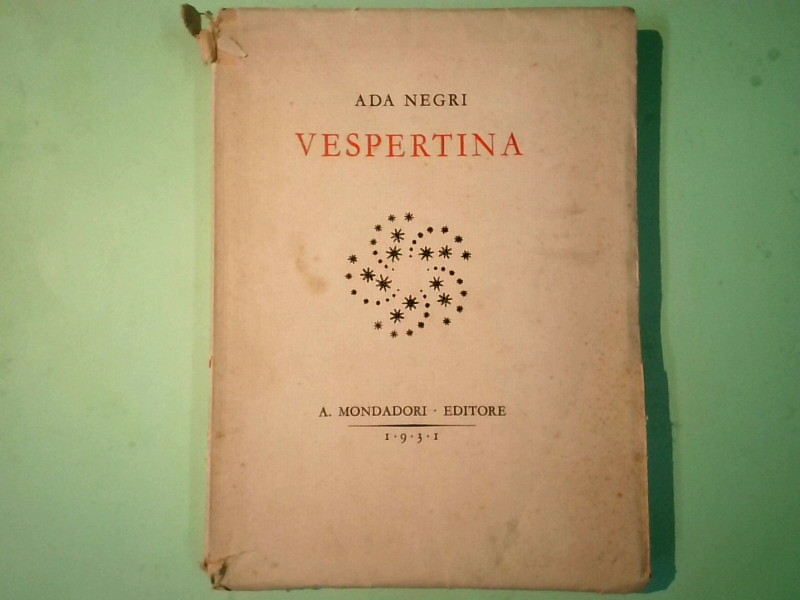 ADA NEGRI
VESPERTINA
A. MONDADORI · EDITORE
1·9·3·1